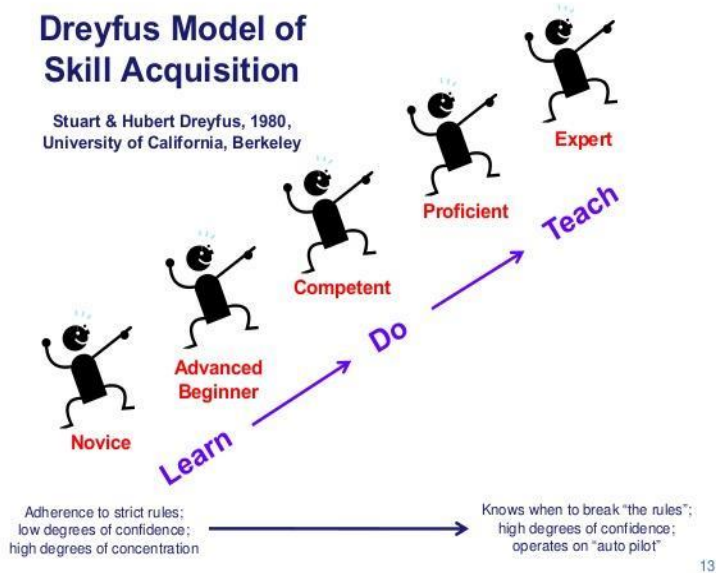 Dreyfus Model of
Skill Acquisition
Stuart & Hubert Dreyfus, 1980,
University of California, Berkeley
Expert
Proficient
Teach
Competent
Do
Advanced
Beginner
Novice
Learn
Adherence to strict rules;
low degrees of confidence;
high degrees of concentration
Knows when to break “the rules”;
high degrees of confidence;
operates on “auto pilot”
13